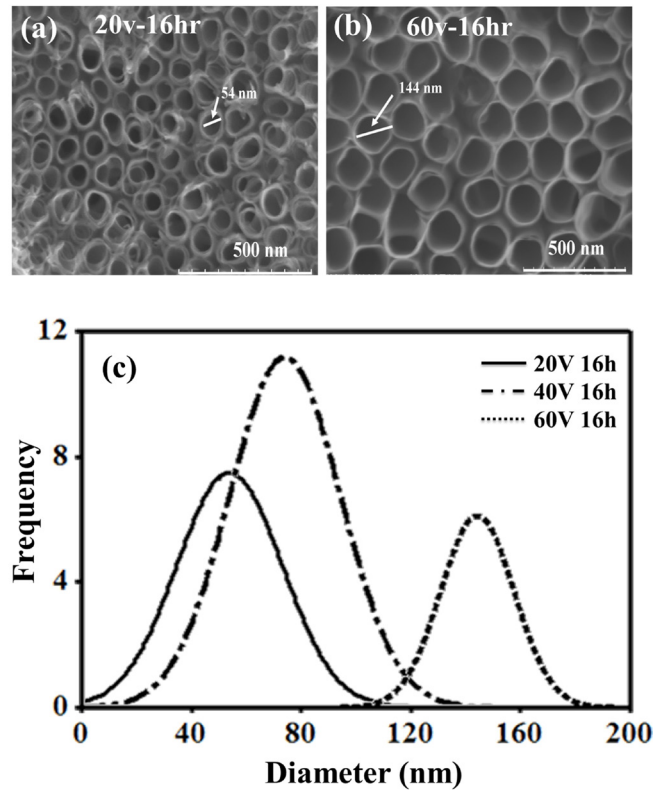 (a) 20v-16hr
54 nm
500 nm
(b) 60v-16hr
144 nm
500 nm
(c)
20V 16h
40V 16h
60V 16h
12
8
4
0
Frequency
0 40 80 120 160 200
Diameter (nm)